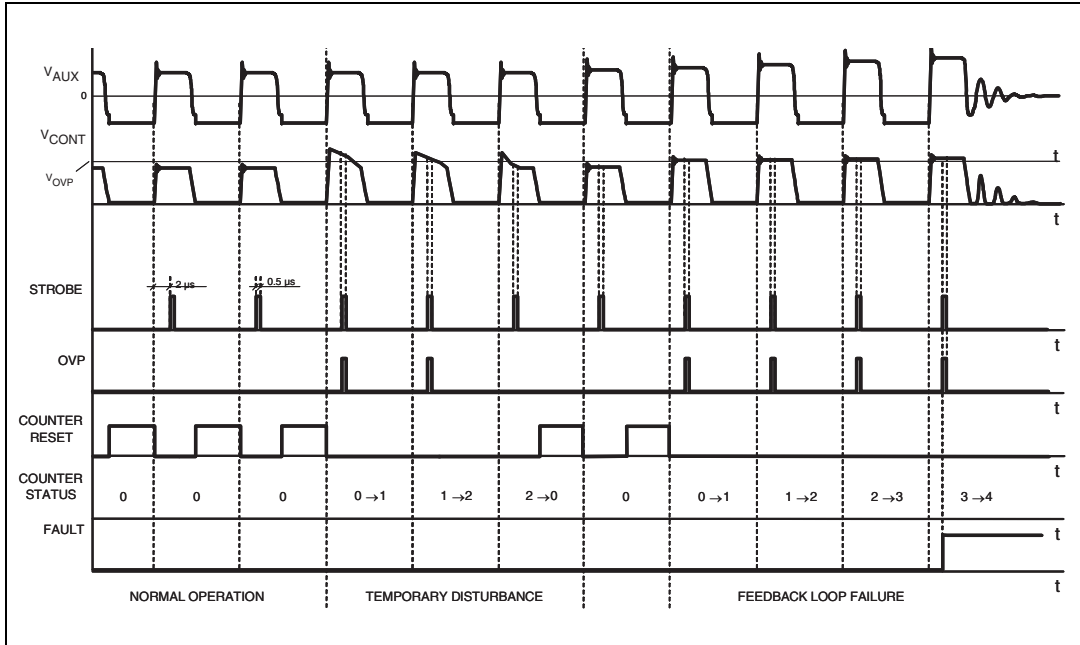 VAUX
0
VCONT
t
VOVP
t
STROBE
2 µs
0.5 µs
t
OVP
t
COUNTER
RESET
t
COUNTER
STATUS
0
0
0
0→1
1→2
2→0
0
0→1
1→2
2→3
3→4
FAULT
t
t
NORMAL OPERATION
TEMPORARY DISTURBANCE
FEEDBACK LOOP FAILURE